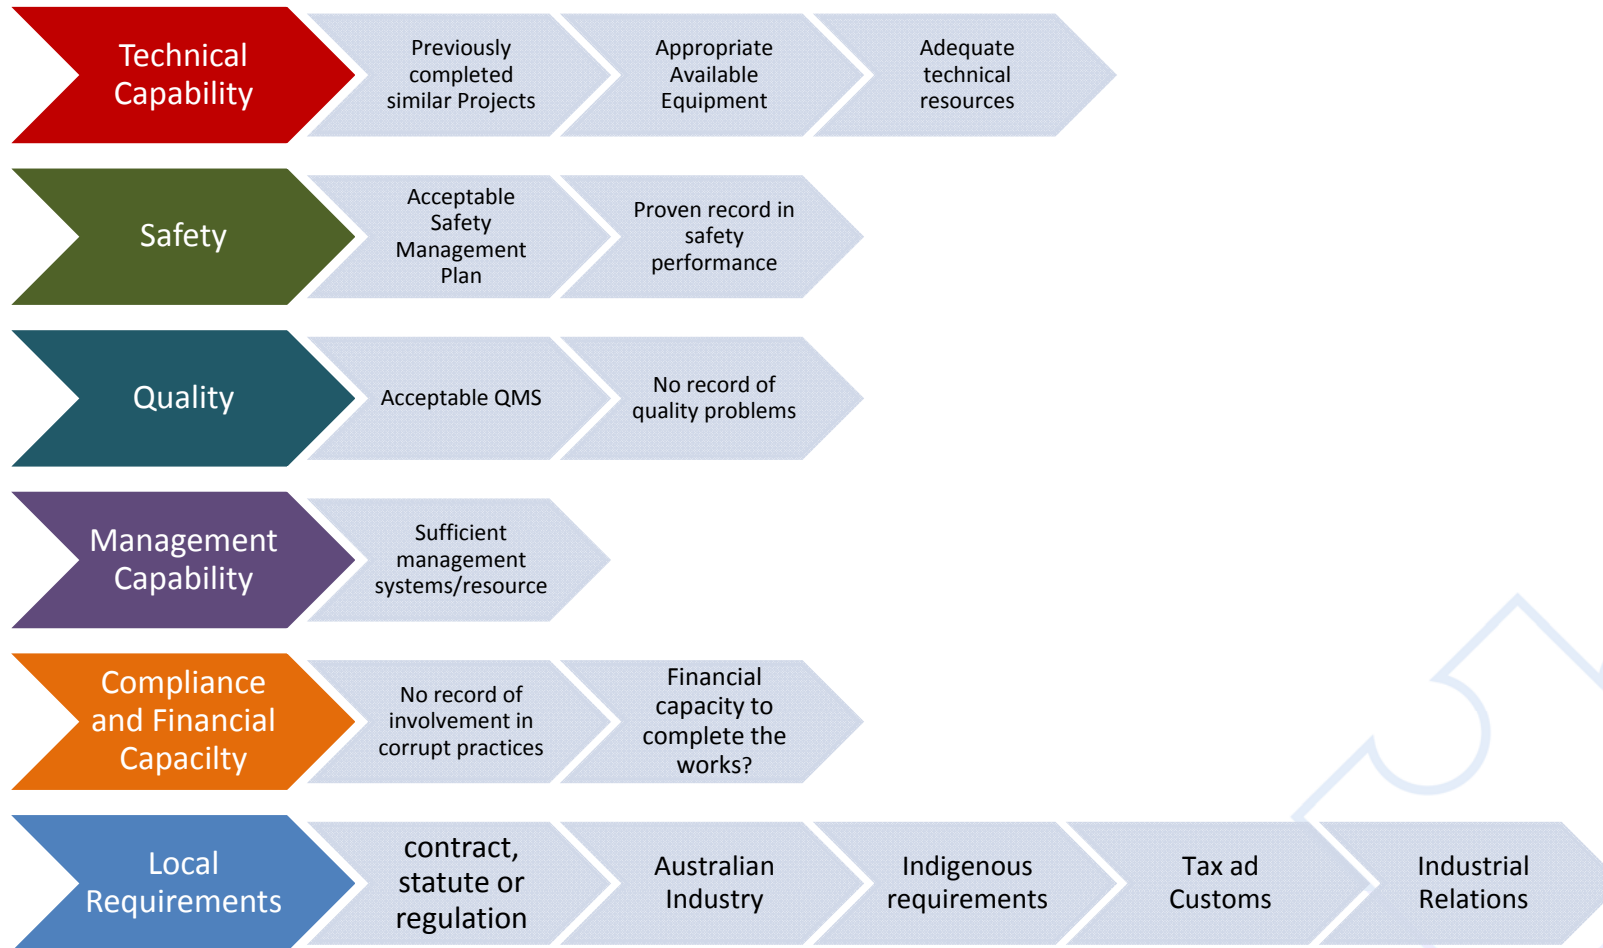 Technical
Capability
Previously
completed
similar Projects
Appropriate
Available
Equipment
Adequate
technical
resources
Safety
Acceptable
Safety
Management
Plan
Proven record in
safety
performance
Quality
Acceptable QMS
No record of
quality problems
Management
Capability
Sufficient
management
systems/resource
Compliance
and Financial
Capacilty
No record of
involvement in
corrupt practices
Financial
capacity to
complete the
works?
Local
Requirements
contract,
statute or
regulation
Australian
Industry
Indigenous
requirements
Tax ad
Customs
Industrial
Relations